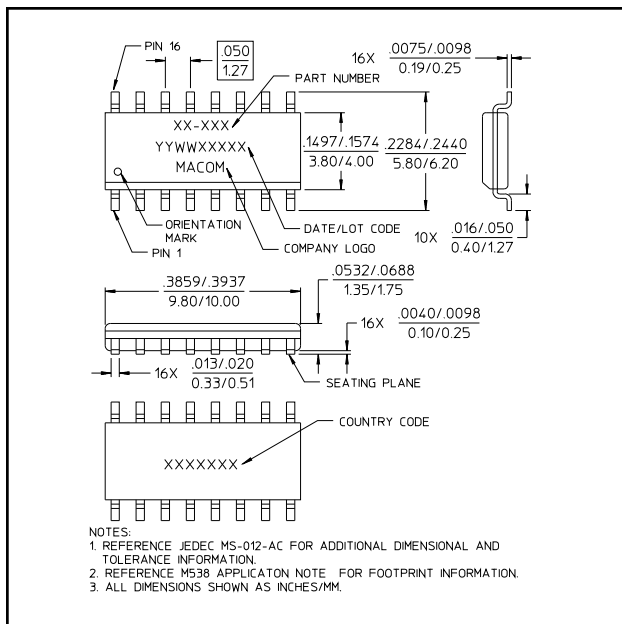 PIN 16
.050
1.27
16X .0075/.0098
0.19/0.25
PART NUMBER
XX-XXX
YYWWXXXXX
MACOM
.1497/.1574
3.80/4.00
.2284/.2440
5.80/6.20
ORIENTATION
MARK
PIN 1
DATE/LOT CODE
COMPANY LOGO
10X .016/.050
0.40/1.27
.3859/.3937
9.80/10.00
.0532/.0688
1.35/1.75
16X .0040/.0098
0.10/0.25
16X .013/.020
0.33/0.51
SEATING PLANE
COUNTRY CODE
XXXXXXX
NOTES:
1. REFERENCE JEDEC MS-012-AC FOR ADDITIONAL DIMENSIONAL AND
TOLERANCE INFORMATION.
2. REFERENCE M538 APPLICATON NOTE FOR FOOTPRINT INFORMATION.
3. ALL DIMENSIONS SHOWN AS INCHES/MM.